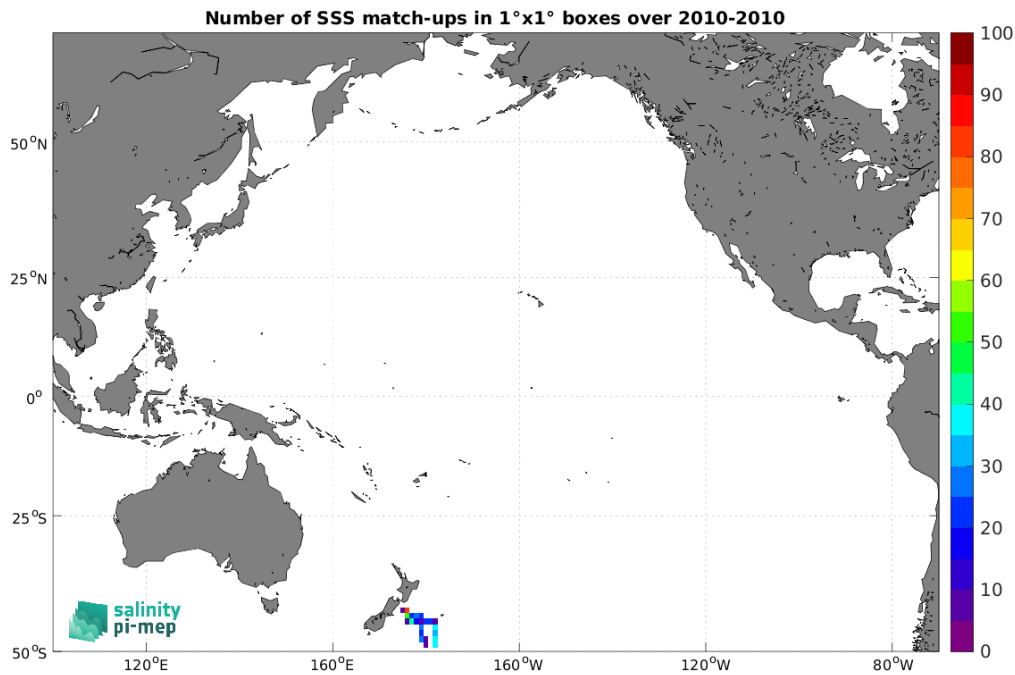 Number of SSS match-ups in 1°x1° boxes over 2010-2010
100
90
80
70
60
50
40
30
20
10
0
50°N
25°N
0°
25°S
50°S
120°E
160°E
160°W
120°W
80°W
salinity
pi-mep